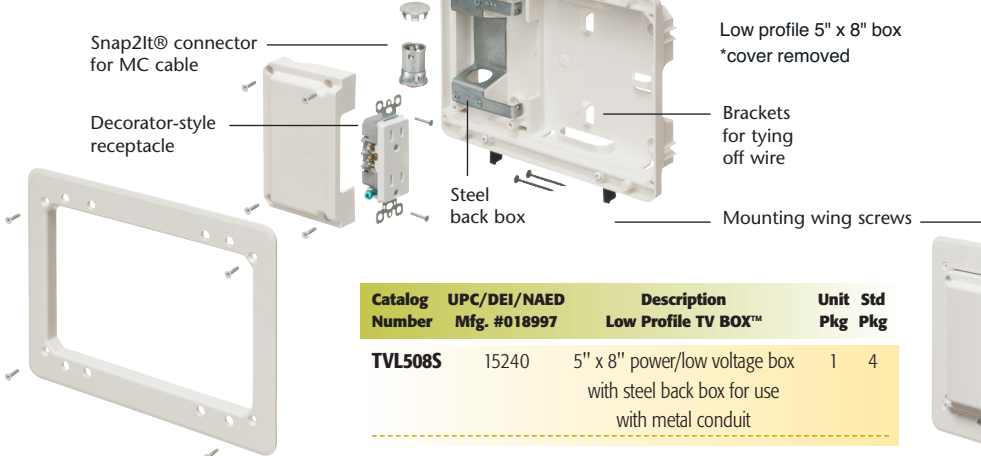 Snap2It® connector
for MC cable
Decorator-style
receptacle
Low profile 5" x 8" box
*cover removed
Brackets
for tying
off wire
Steel
back box
Mounting wing screws
Catalog Number UPC/DEI/NAED Mfg. #018997 Description Low Profile TV BOX™ Unit Pkg Std Pkg
TVL508S 15240 5" x 8" power/low voltage box 1 4
with steel back box for use
with metal conduit